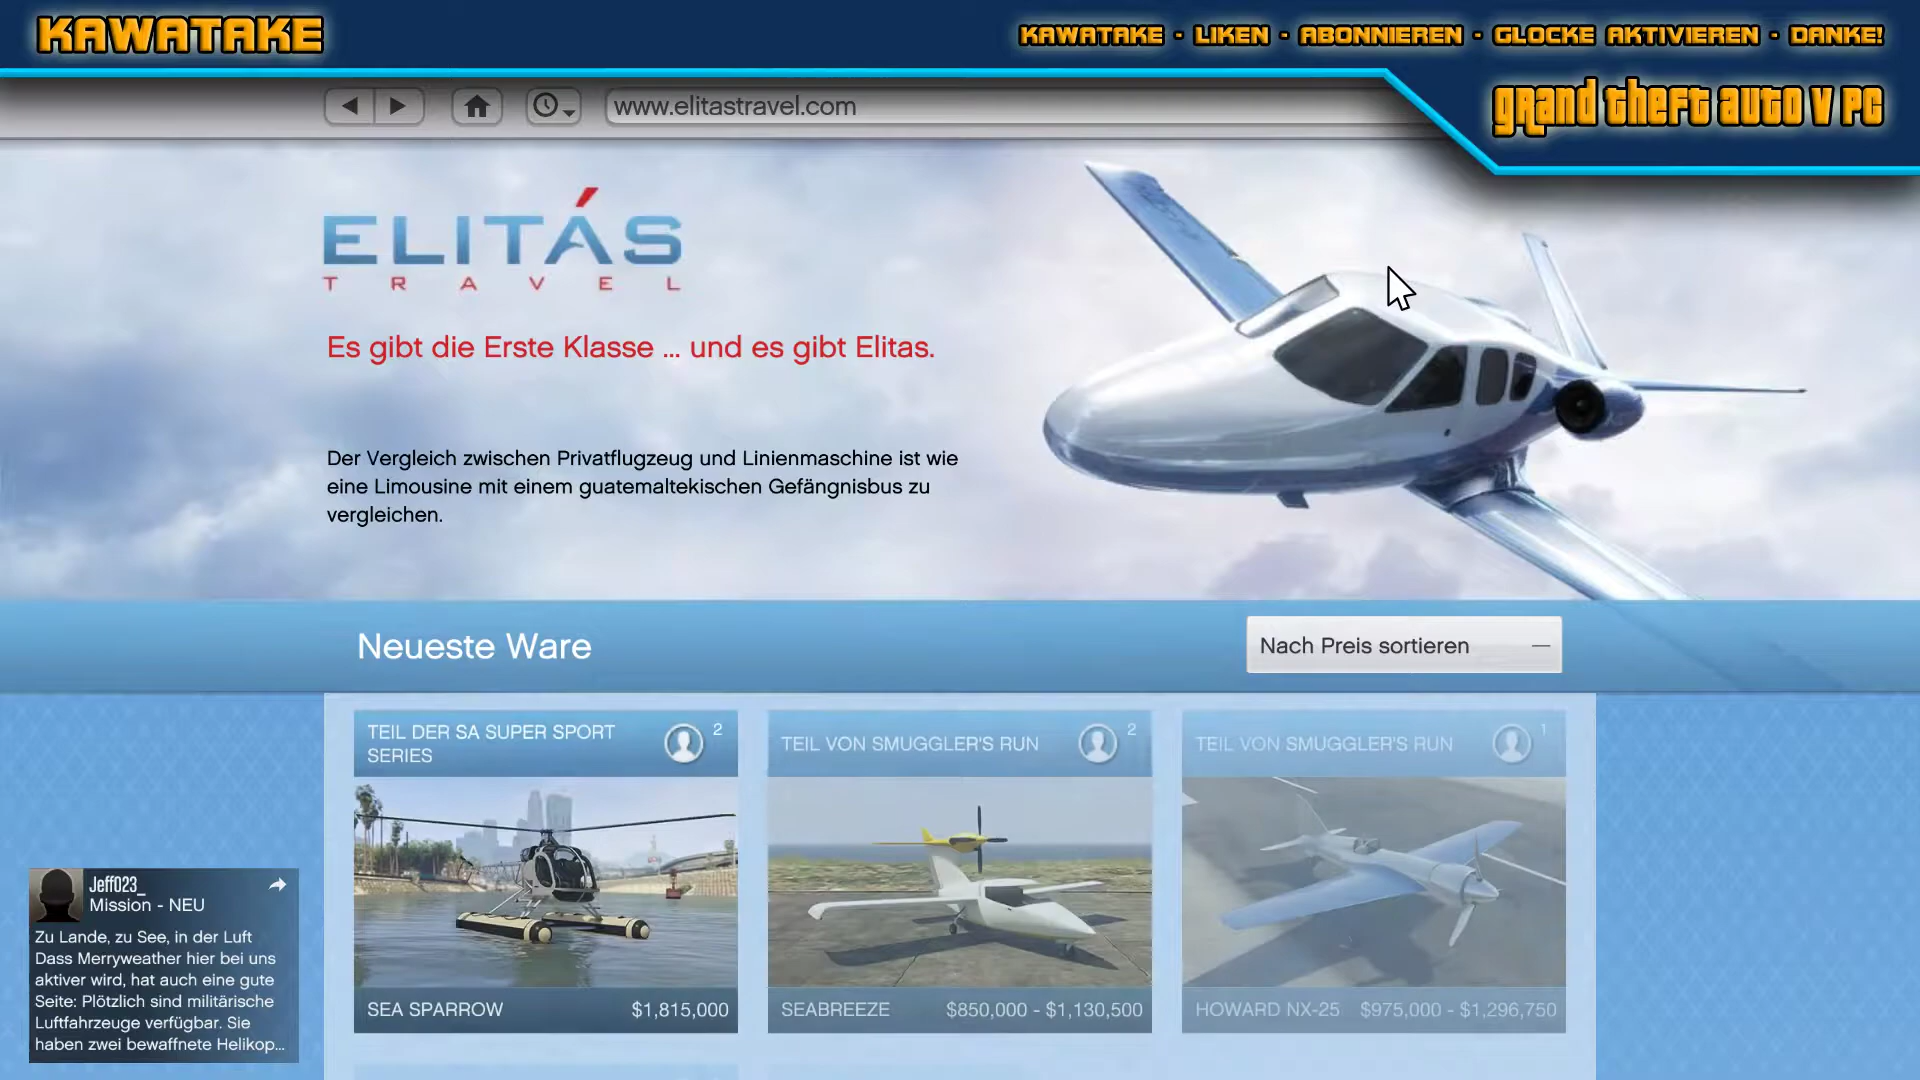 KAWATAKE
KAWATAKE - LIKEN - ABONNIEREN - GLOCKE AKTIVIEREN - DANKE!
grand theft auto V PC
www.elitastravel.com
ELITÁS
TRAVEL
Es gibt die Erste Klasse ... und es gibt Elitas.
Der Vergleich zwischen Privatflugzeug und Linienmaschine ist wie
eine Limousine mit einem guatemaltekischen Gefängnisbus zu
vergleichen.
Neueste Ware
Nach Preis sortieren
TEIL DER SA SUPER SPORT
SERIES
2
TEIL VON SMUGGLER'S RUN
2
TEIL VON SMUGGLER'S RUN
1
SEA SPARROW $1,815,000
SEABREEZE $850,000 - $1,130,500
HOWARD NX-25 $975,000 - $1,296,750
Jeff023_
Mission - NEU
Zu Lande, zu See, in der Luft
Dass Merryweather hier bei uns
aktiver wird, hat auch eine gute
Seite: Plötzlich sind militärische
Luftfahrzeuge verfügbar. Sie
haben zwei bewaffnete Helikop...